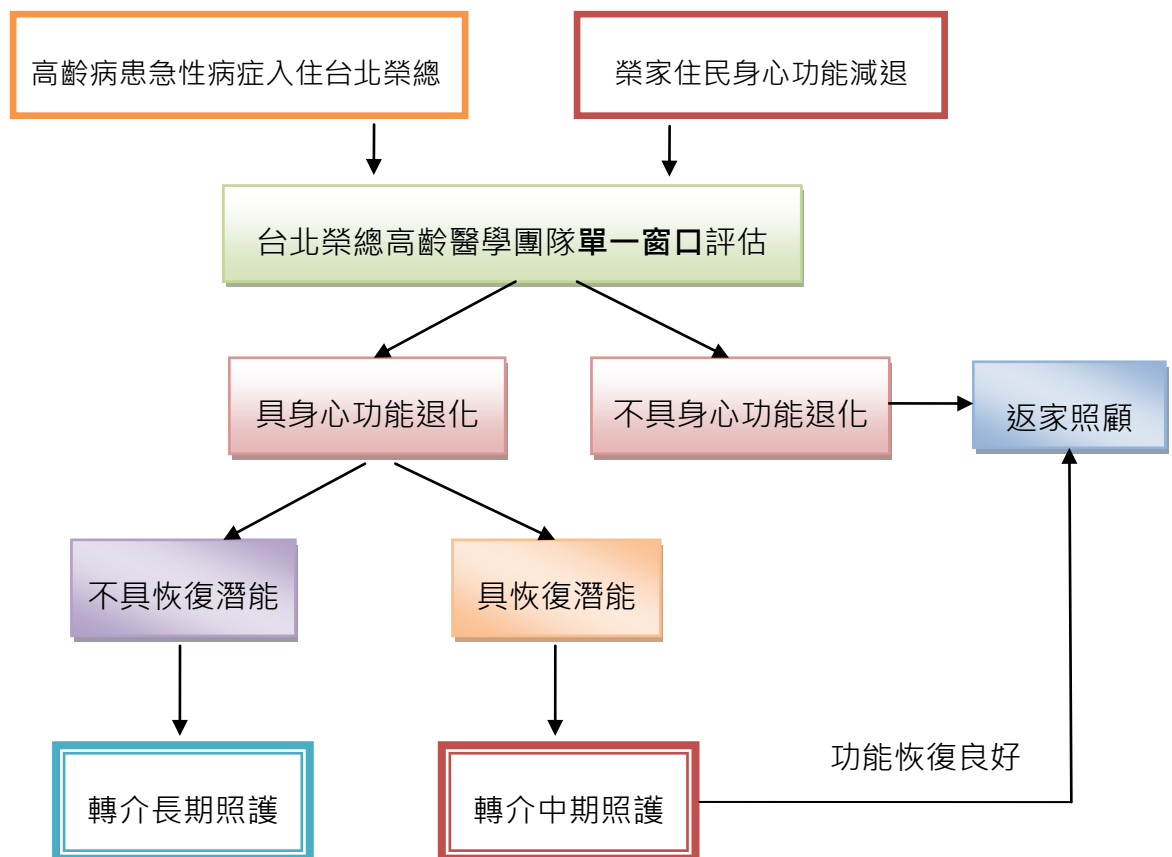 高齡病患急性病症入住台北榮總
榮家住民身心功能減退
台北榮總高齡醫學團隊單一窗口評估
具身心功能退化
不具身心功能退化
返家照顧
不具恢復潛能
具恢復潛能
功能恢復良好
轉介長期照護
轉介中期照護